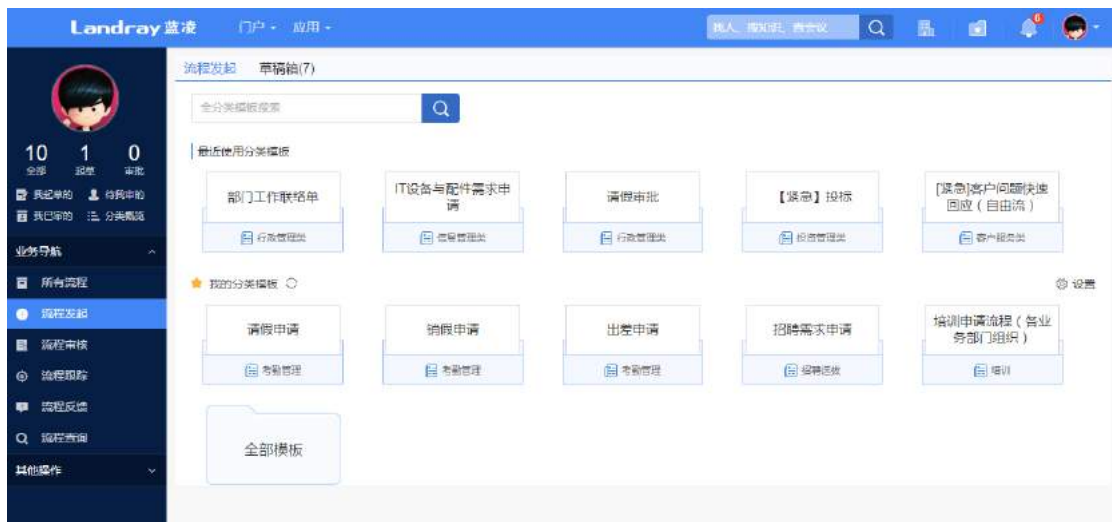 Landray蓝凌
门户
应用
找人、搜知识、查会议
6
流程发起
草稿箱(7)
全分类模板搜索
10
1
0
全部
起草
审批
我起草的
待我审的
我已审的
分类概览
业务导航
所有流程
流程发起
流程审核
流程跟踪
流程反馈
流程查询
其他操作
最近使用分类模板
部门工作联络单
行政管理类
IT设备与配件需求申
请
信息管理类
请假审批
行政管理类
【紧急】投标
投资管理类
[紧急]客户问题快速
回应（自由流）
客户服务类
我的分类模板
设置
请假申请
考勤管理
销假申请
考勤管理
出差申请
考勤管理
招聘需求申请
招聘选拔
培训申请流程（各业
务部门组织）
培训
全部模板